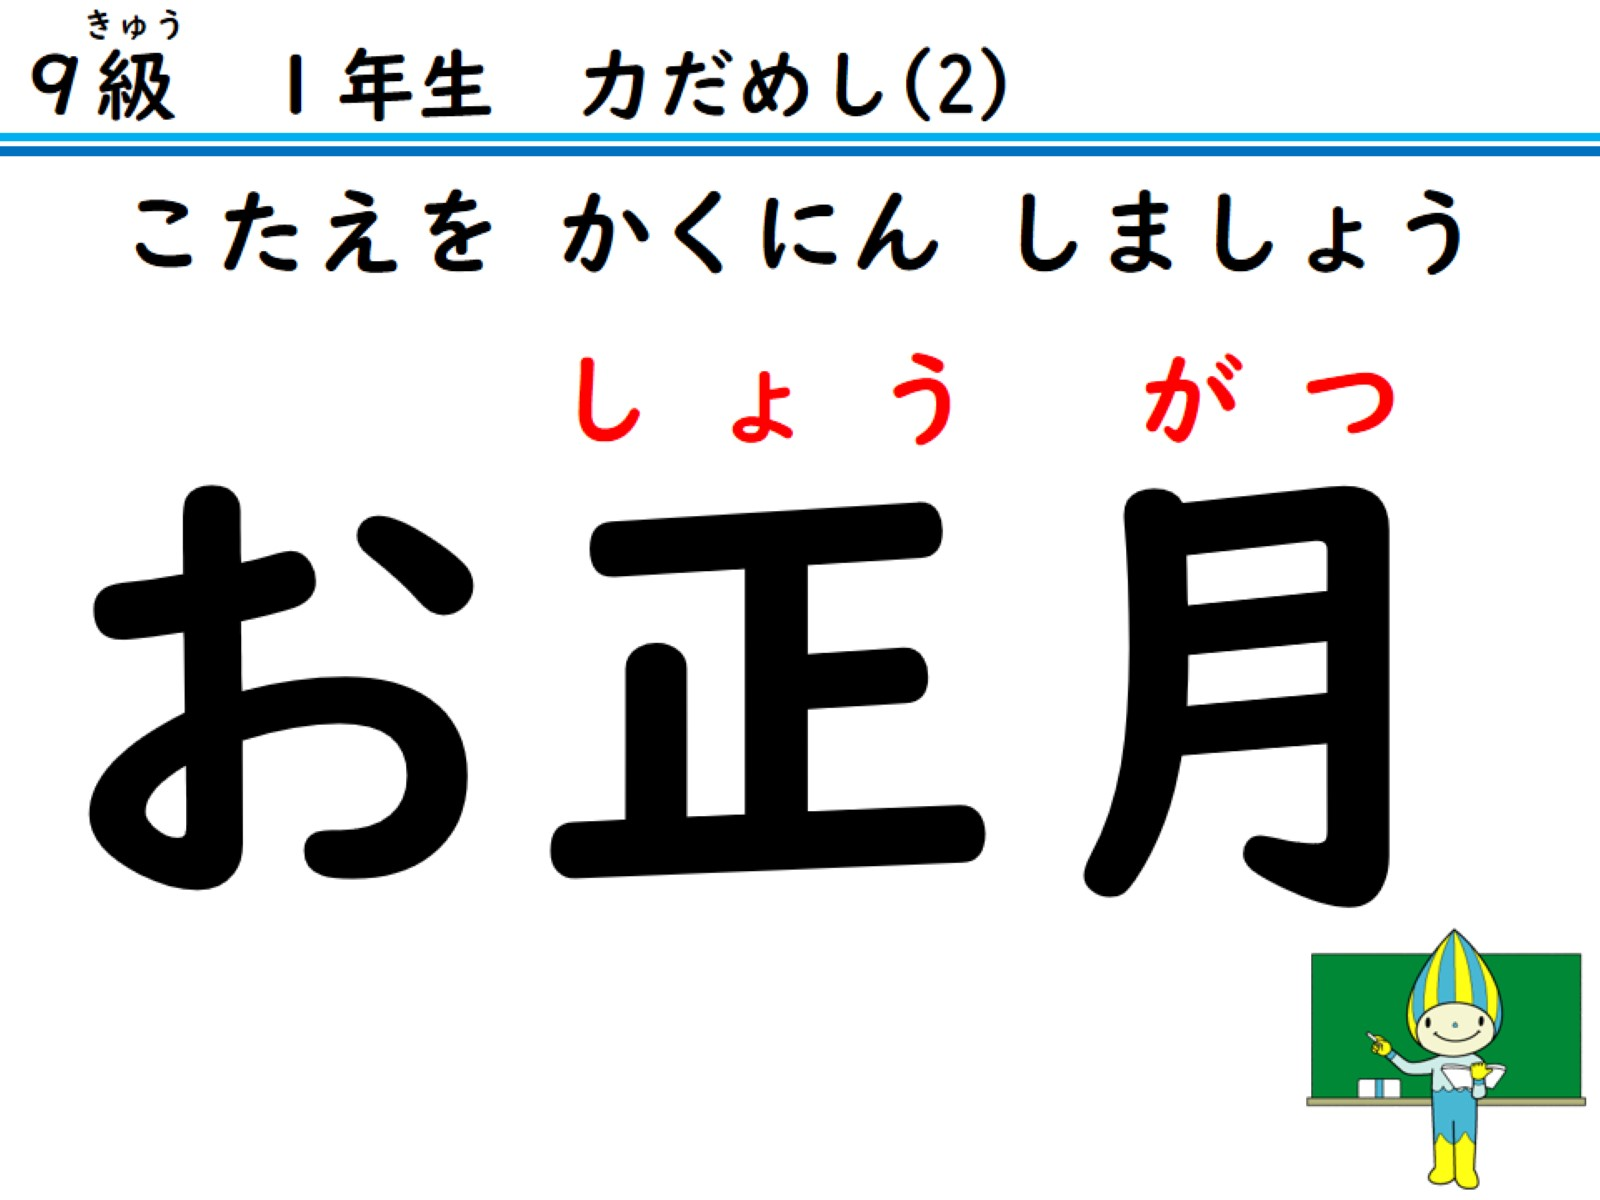 きゅう
９級　１年生　力だめし(2)
こたえを かくにん しましょう
しょう がつ
お正月